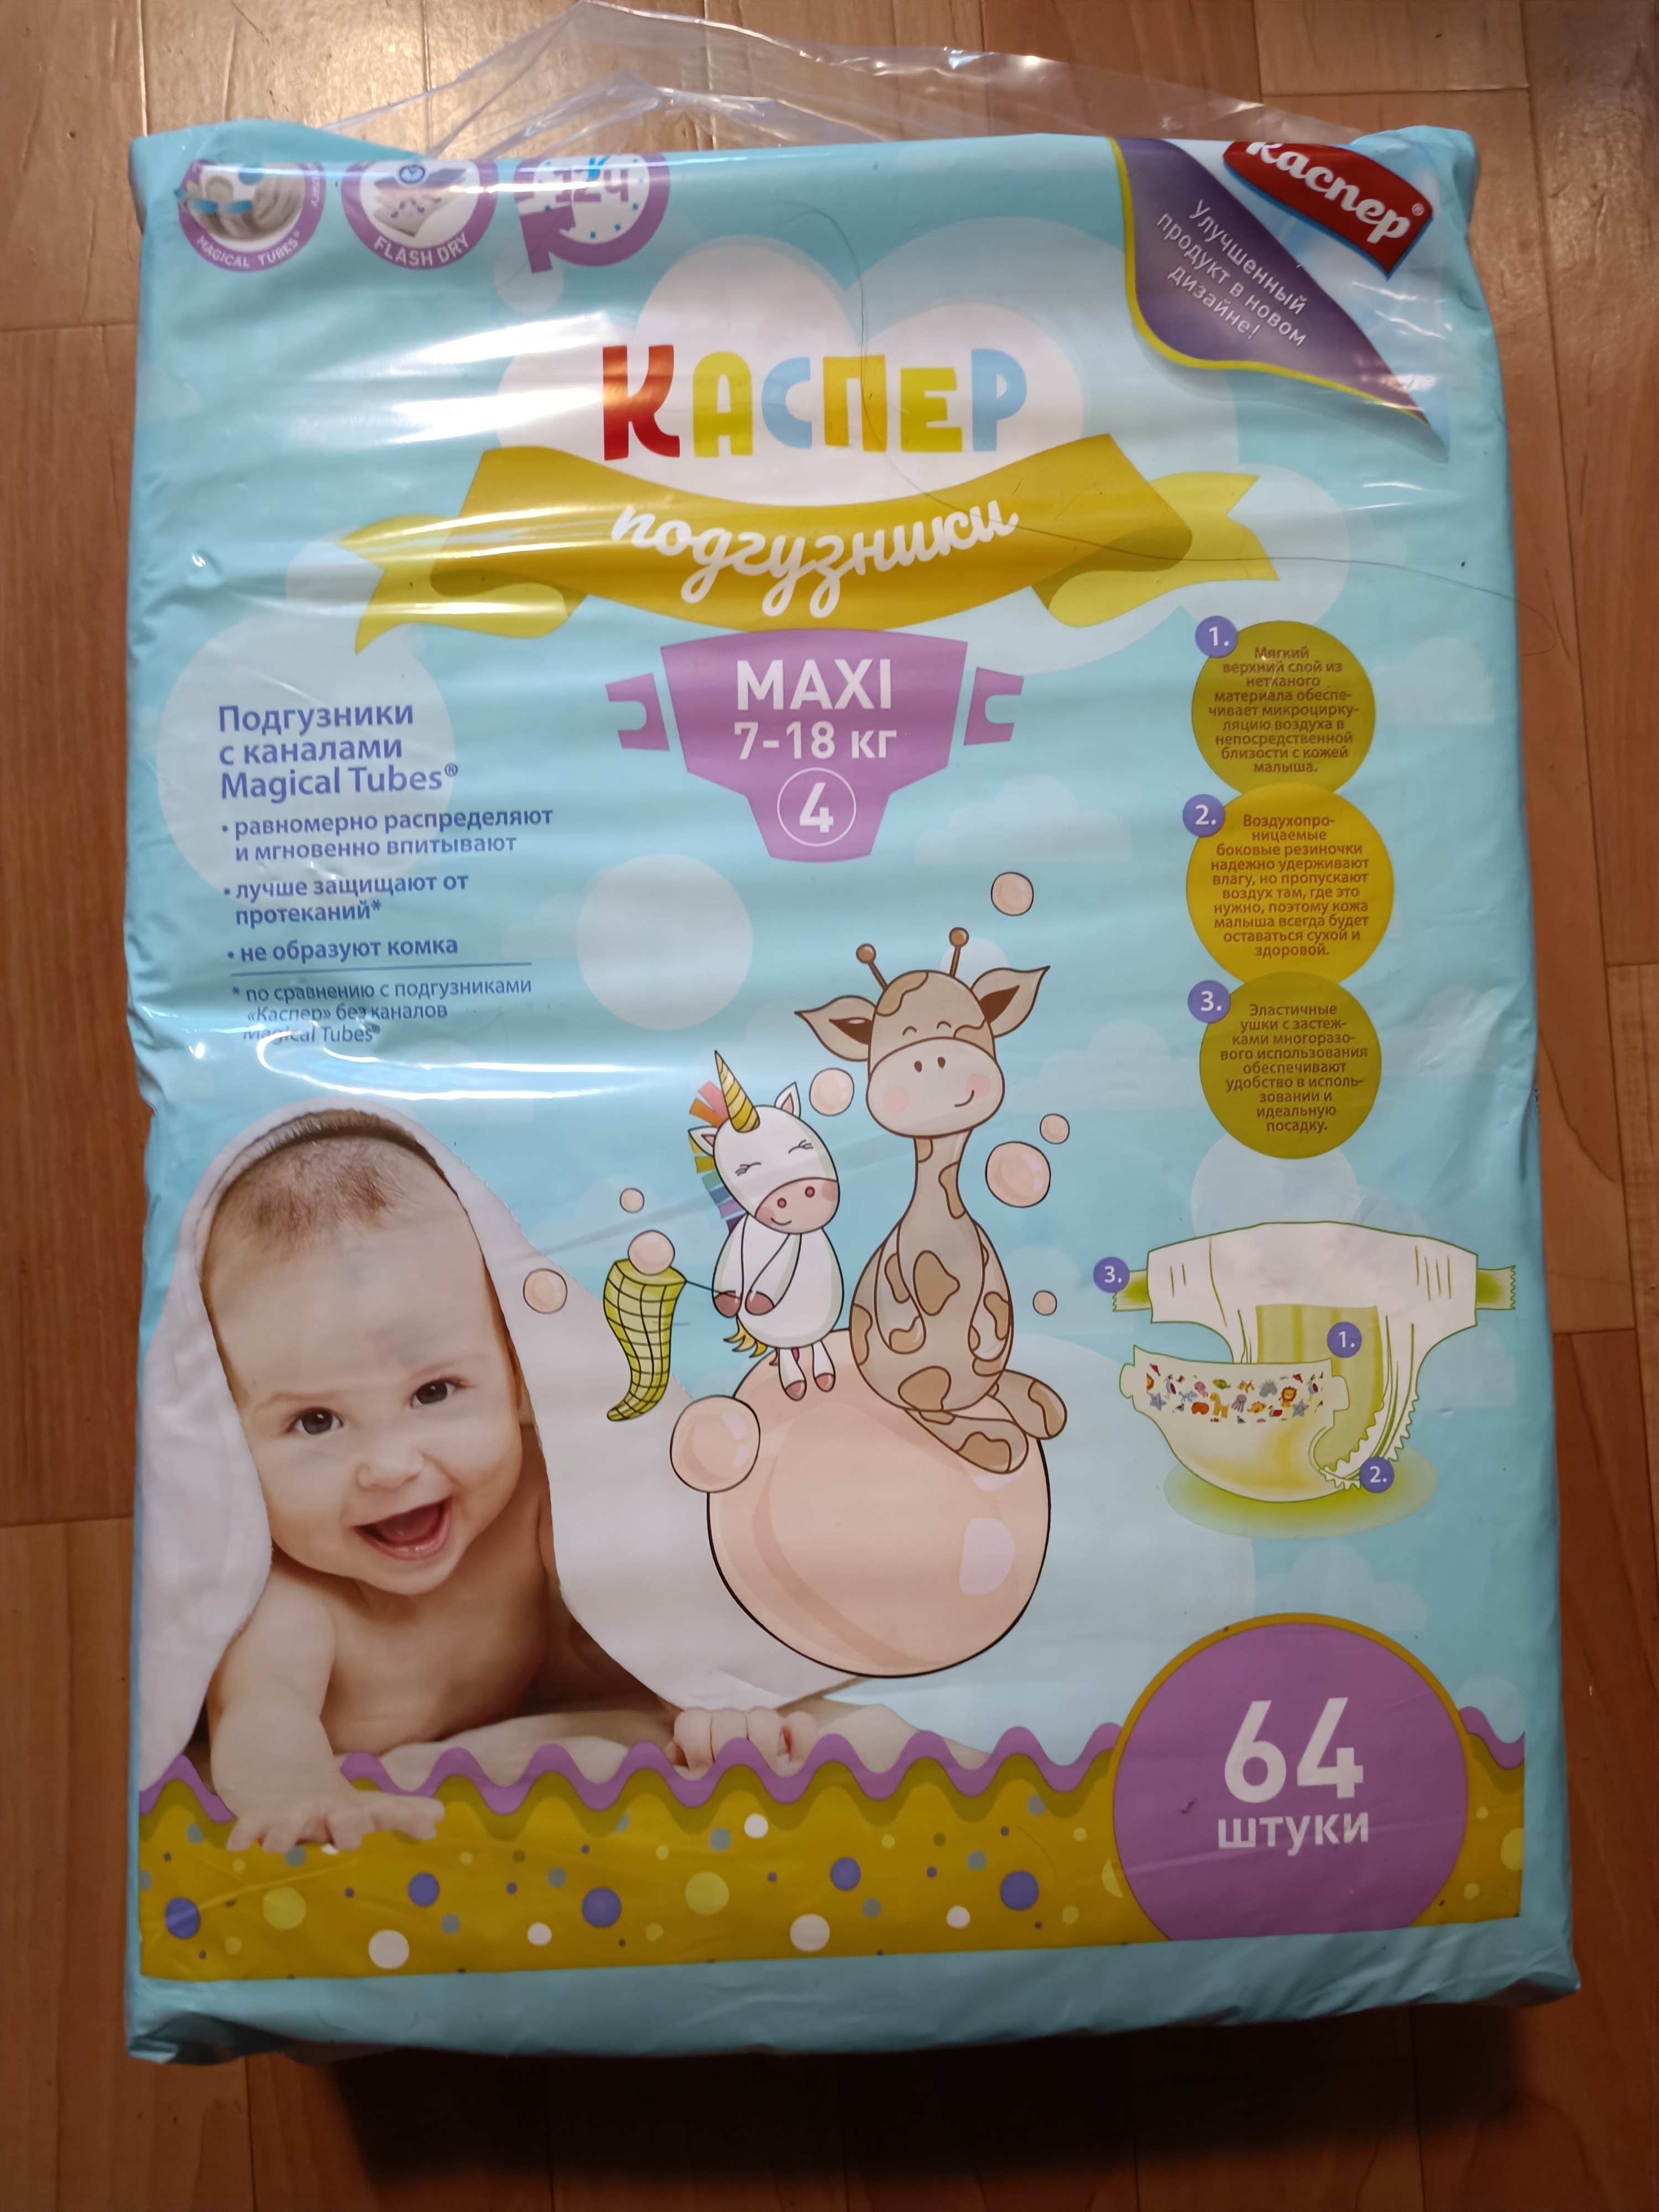 MAGICAL TUBES®
FLASH DRY
12Ч
каспер®
Улучшенный
продукт в новом
дизайне!
КАСПЕР
подгузники
MAXI
7-18 кг
4
Подгузники
с каналами
Magical Tubes®
• равномерно распределяют
и мгновенно впитывают
• лучше защищают от
протеканий*
• не образуют комка
* по сравнению с подгузниками
«Каспер» без каналов
Magical Tubes®
1.
Мягкий
верхний слой из
нетканого
материала обеспе-
чивает микроцирку-
ляцию воздуха в
непосредственной
близости с кожей
малыша.
2.
Воздухопро-
ницаемые
боковые резиночки
надежно удерживают
влагу, но пропускают
воздух там, где это
нужно, поэтому кожа
малыша всегда будет
оставаться сухой и
здоровой.
3.
Эластичные
ушки с застеж-
ками многоразо-
вого использования
обеспечивают
удобство в исполь-
зовании и
идеальную
посадку.
3.
1.
2.
64
штуки